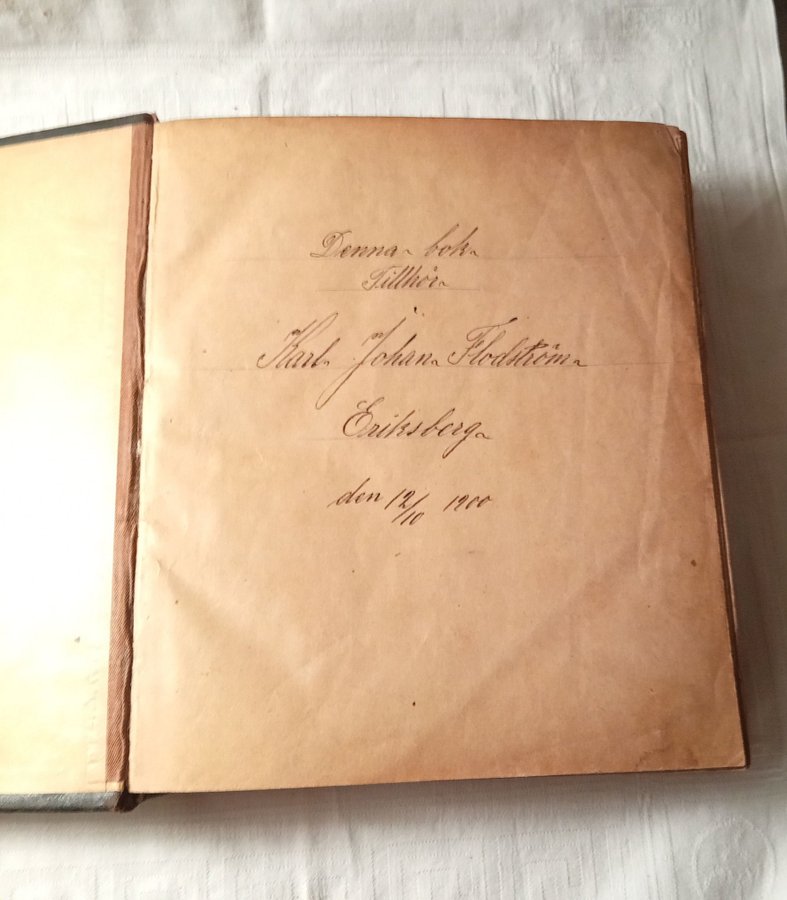 Denna bok
Tillhör
Karl Johan Flodström
Eriksberg
den 12/10 1900